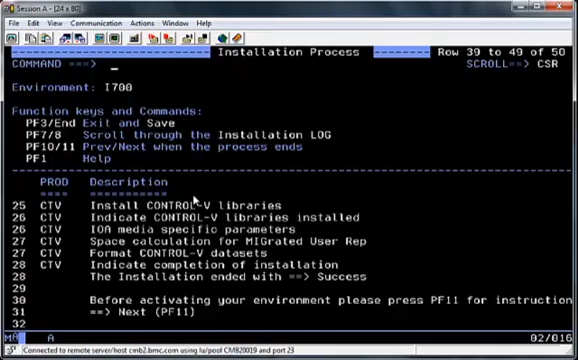 Session A - [24 x 80]
File Edit View Communication Actions Window Help
Installation Process Row 39 to 49 of 50
COMMAND ===> _ SCROLL==> CSR
Environment: I700
Function keys and Commands:
PF3/End Exit and Save
PF7/8 Scroll through the Installation LOG
PF10/11 Prev/Next when the process ends
PF1 Help
PROD Description
==== ===========
25 CTV Install CONTROL-V libraries
26 CTV Indicate CONTROL-V libraries installed
26 CTV IOA media specific parameters
27 CTV Space calculation for MIGrated User Rep
27 CTV Format CONTROL-V datasets
28 CTV Indicate completion of installation
28 The Installation ended with ==> Success
29
30 Before activating your environment please press PF11 for instruction
31 ==> Next (PF11)
32
A 02/016
Connected to remote server/host cmb2.bmc.com using lu/pool CMB20019 and port 23